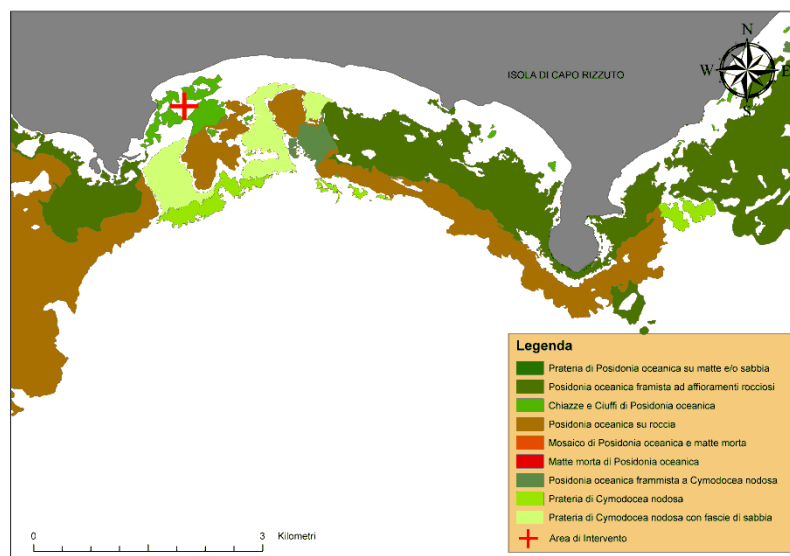 N
W
E
S
ISOLA DI CAPO RIZZUTO
Legenda
Prateria di Posidonia oceanica su matte e/o sabbia
Posidonia oceanica framista ad affioramenti rocciosi
Chiazze e Ciuffi di Posidonia oceanica
Posidonia oceanica su roccia
Mosaico di Posidonia oceanica e matte morta
Matte morta di Posidonia oceanica
Posidonia oceanica frammista a Cymodocea nodosa
Prateria di Cymodocea nodosa
Prateria di Cymodocea nodosa con fascie di sabbia
Area di Intervento
0 3 Kilometri